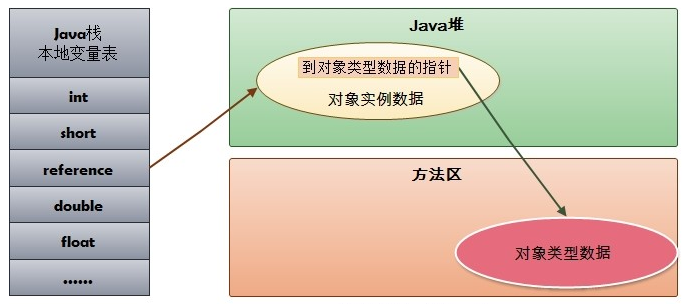 Java栈
本地变量表
int
short
reference
double
float
……
Java堆
到对象类型数据的指针
对象实例数据
方法区
对象类型数据